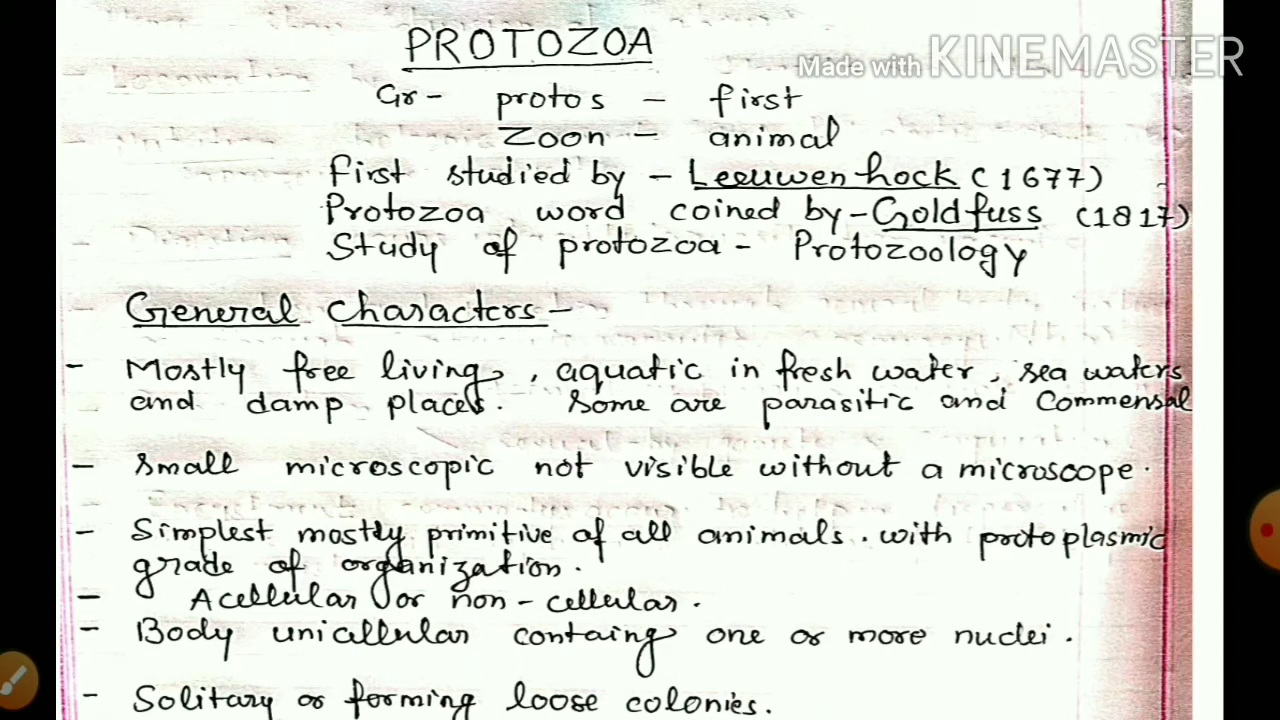 PROTOZOA
Made with KINEMASTER
Gr- protos - first
Zoon - animal
First studied by - Leeuwen hock (1677)
Protozoa word coined by - Goldfuss (1817)
Study of protozoa - Protozoology
General Characters -
- Mostly free living, aquatic in fresh water, sea waters
and damp places. Some are parasitic and Commensal
- Small microscopic not visible without a microscope.
- Simplest mostly primitive of all animals. with protoplasmic
grade of organization.
- Acellular or non-cellular.
- Body uniallular containg one or more nuclei.
- Solitary or forming loose colonies.